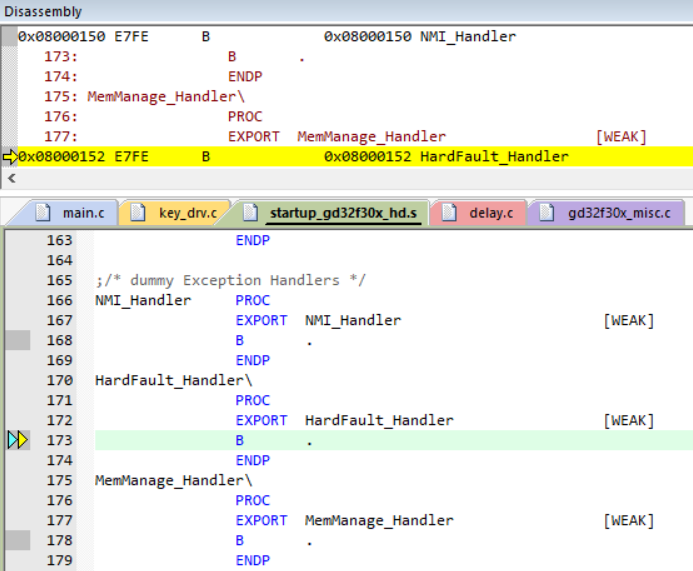 Disassembly
0x08000150 E7FE B 0x08000150 NMI_Handler
173: B .
174: ENDP
175: MemManage_Handler\
176: PROC
177: EXPORT MemManage_Handler [WEAK]
0x08000152 E7FE B 0x08000152 HardFault_Handler
main.c key_drv.c startup_gd32f30x_hd.s delay.c gd32f30x_misc.c
163 ENDP
164
165 ;/* dummy Exception Handlers */
166 NMI_Handler PROC
167 EXPORT NMI_Handler [WEAK]
168 B .
169 ENDP
170 HardFault_Handler\
171 PROC
172 EXPORT HardFault_Handler [WEAK]
173 B .
174 ENDP
175 MemManage_Handler\
176 PROC
177 EXPORT MemManage_Handler [WEAK]
178 B .
179 ENDP